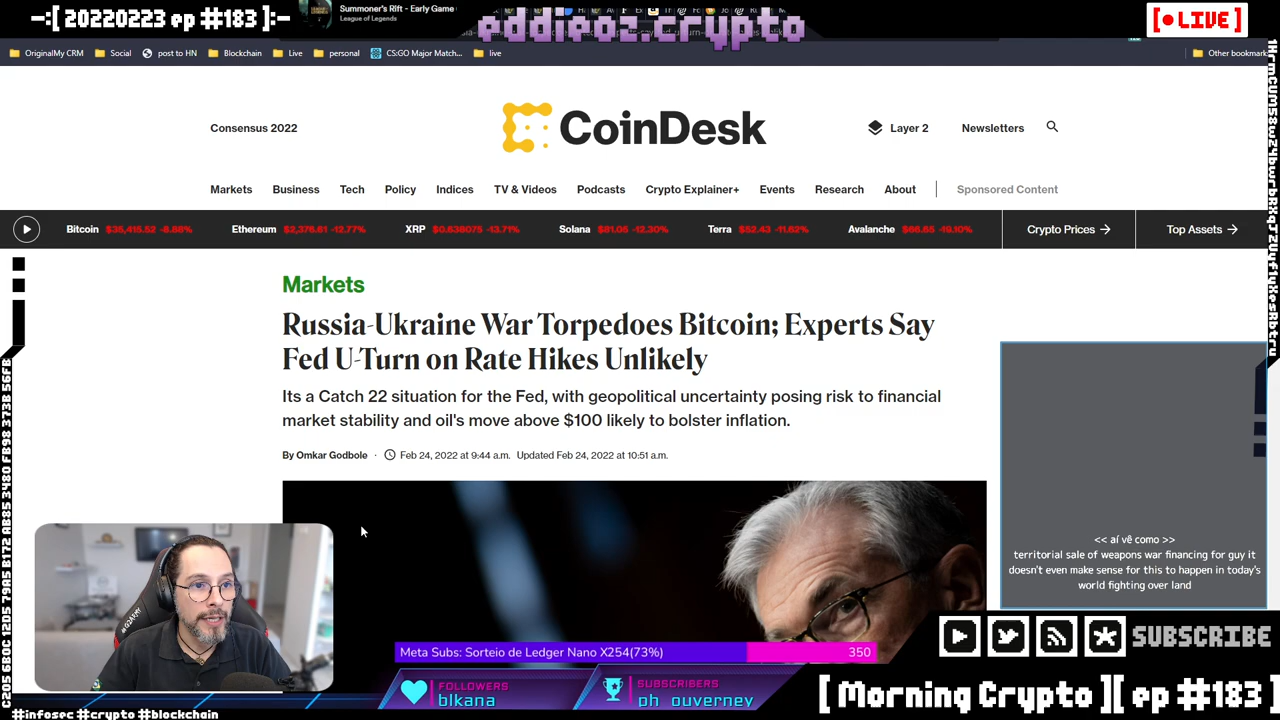 -:[ 20220223 ep #183 ]:-
Summoner's Rift - Early Game
League of Legends
eddieoz.crypto
[•LIVE]
OriginalMy CRM
Social
post to HN
Blockchain
Live
personal
CS:GO Major Match...
live
Other bookmark
Consensus 2022
CoinDesk
Layer 2
Newsletters
Markets
Business
Tech
Policy
Indices
TV & Videos
Podcasts
Crypto Explainer+
Events
Research
About
Sponsored Content
Bitcoin $35,415.52 -6.88%
Ethereum $2,376.61 -12.77%
XRP $0.638075 -13.71%
Solana $81.05 -12.30%
Terra $52.43 -11.62%
Avalanche
Crypto Prices →
Top Assets →
Markets
Russia-Ukraine War Torpedoes Bitcoin; Experts Say
Fed U-Turn on Rate Hikes Unlikely
Its a Catch 22 situation for the Fed, with geopolitical uncertainty posing risk to financial
market stability and oil's move above $100 likely to bolster inflation.
By Omkar Godbole · Feb 24, 2022 at 9:44 a.m. Updated Feb 24, 2022 at 10:51 a.m.
<< aí vê como >>
territorial sale of weapons war financing for guy it
doesn't even make sense for this to happen in today's
world fighting over land
Meta Subs: Sorteio de Ledger Nano X254(73%)
350
FOLLOWERS
blkana
SUBSCRIBERS
ph_ouverney
SUBSCRIBE
[ Morning Crypto ][ ep #183 ]
#infosec #crypto #blockchain